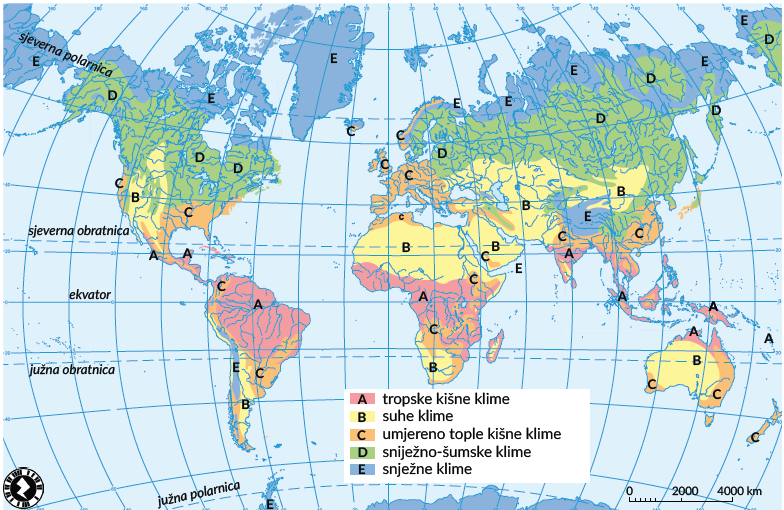 sjeverna polarnica
E
E
E
D
E
E
E
E
D
E
D
D
E
D
C
C
D
D
D
C
C
C
B
B
B
E
C
C
sjeverna obratnica
C
C
A
A
B
B
C
E
A
C
ekvator
C
A
A
A
A
C
A
A
južna obratnica
E
C
B
B
C
C
B
C
A tropske kišne klime
B suhe klime
C umjereno tople kišne klime
D sniježno-šumske klime
E snježne klime
južna polarnica
E
0 2000 4000 km